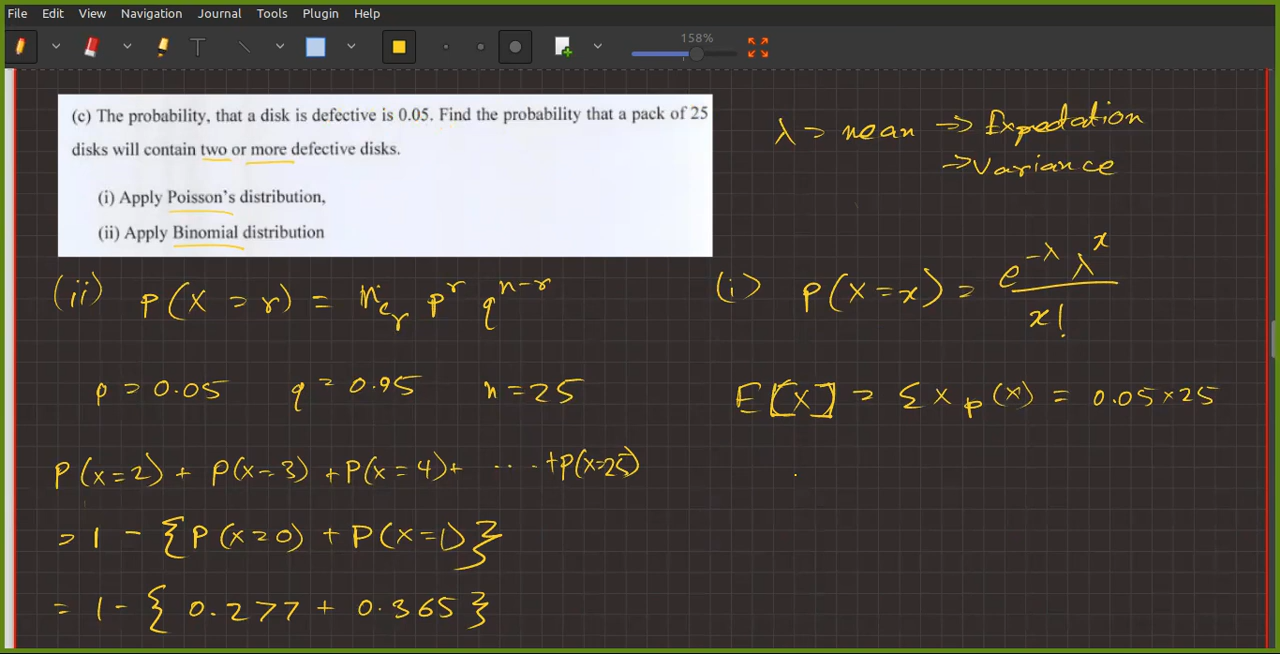 File Edit View Navigation Journal Tools Plugin Help
T 158%
(c) The probability, that a disk is defective is 0.05. Find the probability that a pack of 25
disks will contain two or more defective disks.
(i) Apply Poisson's distribution,
(ii) Apply Binomial distribution
λ = mean → Expectation
→ Variance
(ii) P(X = r) = n_c_r p^r q^{n-r}
p = 0.05 q = 0.95 n = 25
P(x=2) + P(x=3) + P(x=4)+ .... +P(x=25)
= 1 - {P(x=0) + P(x=1)}
= 1 - {0.277 + 0.365}
(i) P(X=x) = e^{-λ} λ^x / x!
E[X] = Σ x p(x) = 0.05 × 25